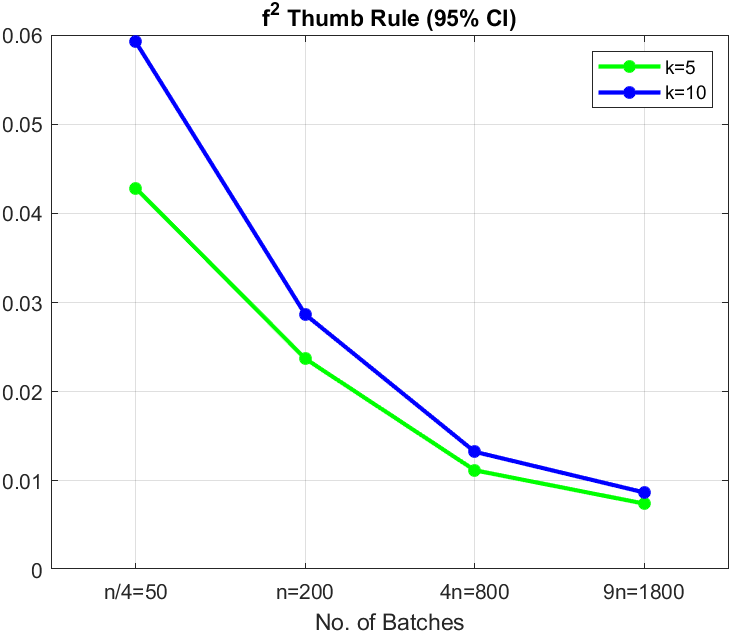 f² Thumb Rule (95% CI)
k=5
k=10
0.06
0.05
0.04
0.03
0.02
0.01
0
n/4=50 n=200 4n=800 9n=1800
No. of Batches